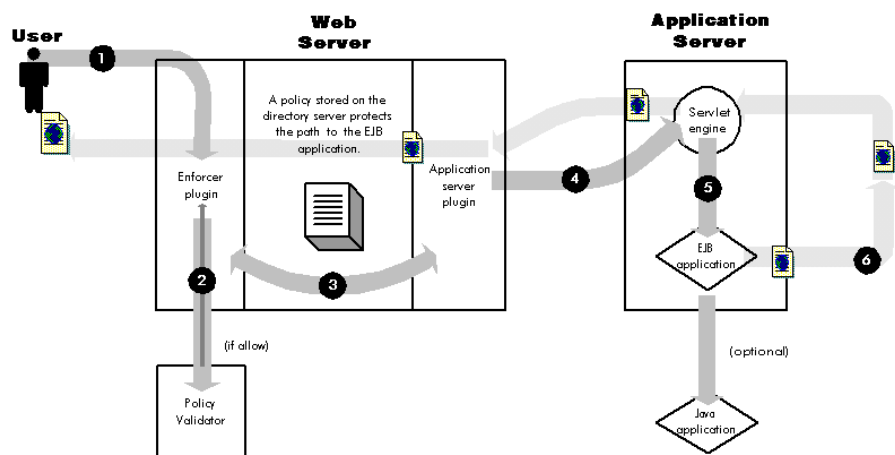 User
Web
Server
Application
Server
1
A policy stored on the
directory server protects
the path to the EJB
application.
Servlet
engine
Enforcer
plugin
Application
server
plugin
4
5
2
3
EJB
application
6
(if allow)
(optional)
Policy
Validator
Java
application